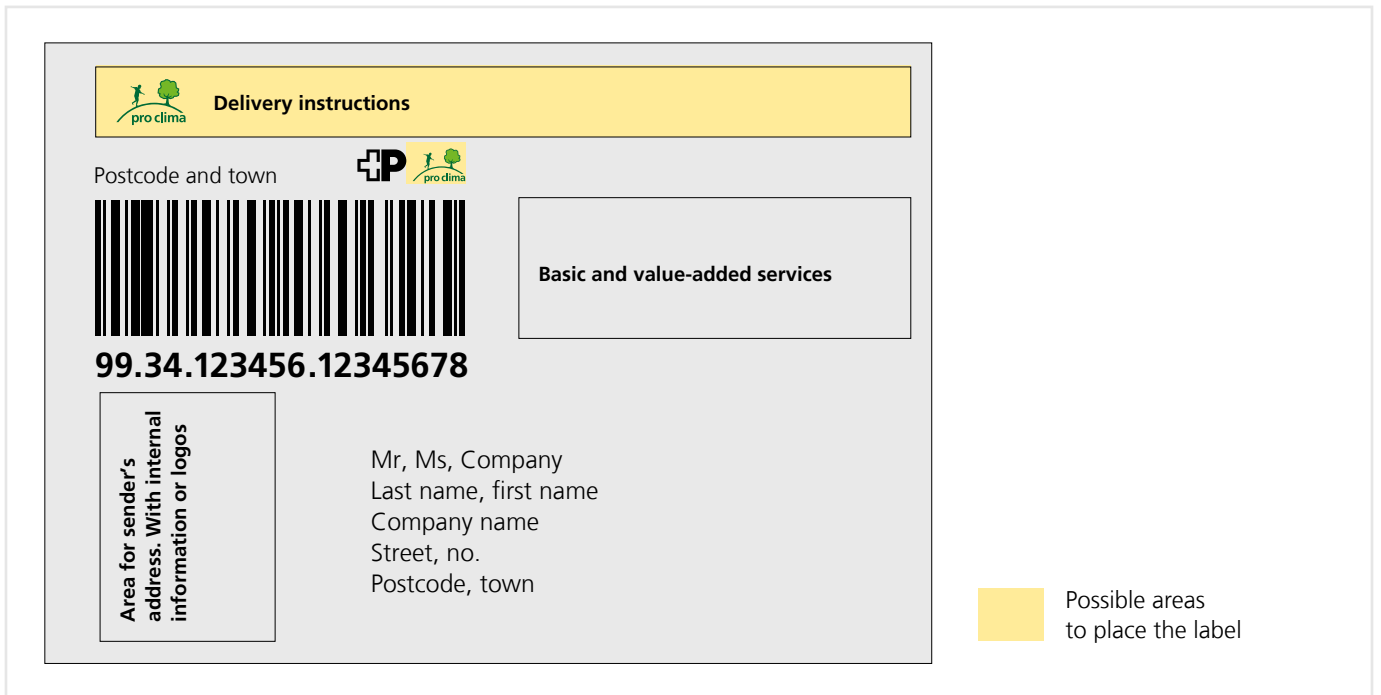 pro clima
Delivery instructions
Postcode and town
P
pro clima
Basic and value-added services
99.34.123456.12345678
Area for sender's
address. With internal
information or logos
Mr, Ms, Company
Last name, first name
Company name
Street, no.
Postcode, town
Possible areas
to place the label